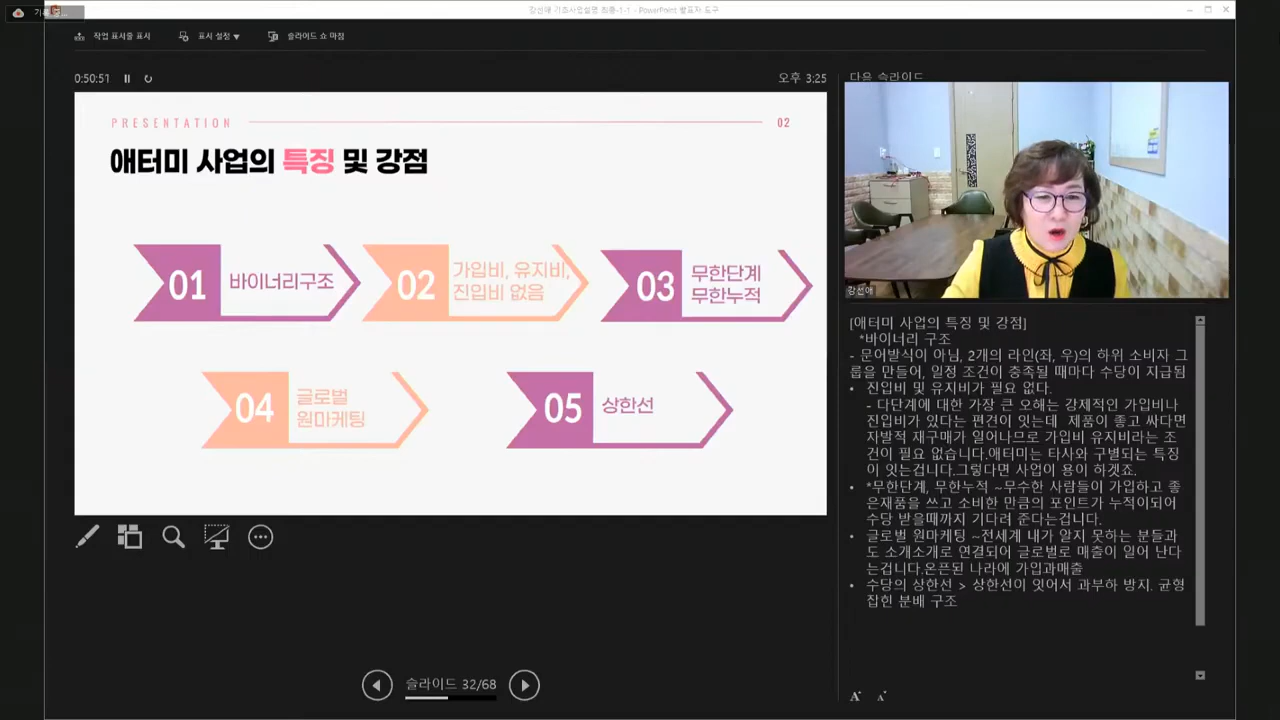 강선애 기초사업설명 최종-1-1 - PowerPoint 발표자 도구
작업 표시줄 표시
표시 설정 ▼
슬라이드 쇼 마침
0:50:51
오후 3:25
다음 슬라이드
PRESENTATION
02
애터미 사업의 특징 및 강점
01
바이너리구조
02
가입비, 유지비,
진입비 없음
03
무한단계
무한누적
04
글로벌
원마케팅
05
상한선
강선애
[애터미 사업의 특징 및 강점]
*바이너리 구조
- 문어발식이 아님, 2개의 라인(좌, 우)의 하위 소비자 그
룹을 만들어, 일정 조건이 충족될 때마다 수당이 지급됨
• 진입비 및 유지비가 필요 없다.
- 다단계에 대한 가장 큰 오해는 강제적인 가입비나
진입비가 있다는 편견이 잇는데 제품이 좋고 싸다면
자발적 재구매가 일어나므로 가입비 유지비라는 조
건이 필요 없습니다.애터미는 타사와 구별되는 특징
이 잇는겁니다.그렇다면 사업이 용이 하겟죠.
• *무한단계, 무한누적 ~무수한 사람들이 가입하고 좋
은제품을 쓰고 소비한 만큼의 포인트가 누적이되어
수당 받을때까지 기다려 준다는겁니다.
• 글로벌 원마케팅 ~전세계 내가 알지 못하는 분들과
도 소개소개로 연결되어 글로벌로 매출이 일어 난다
는겁니다.온픈된 나라에 가입과매출
• 수당의 상한선 > 상한선이 잇어서 과부하 방지. 균형
잡힌 분배 구조
슬라이드 32/68